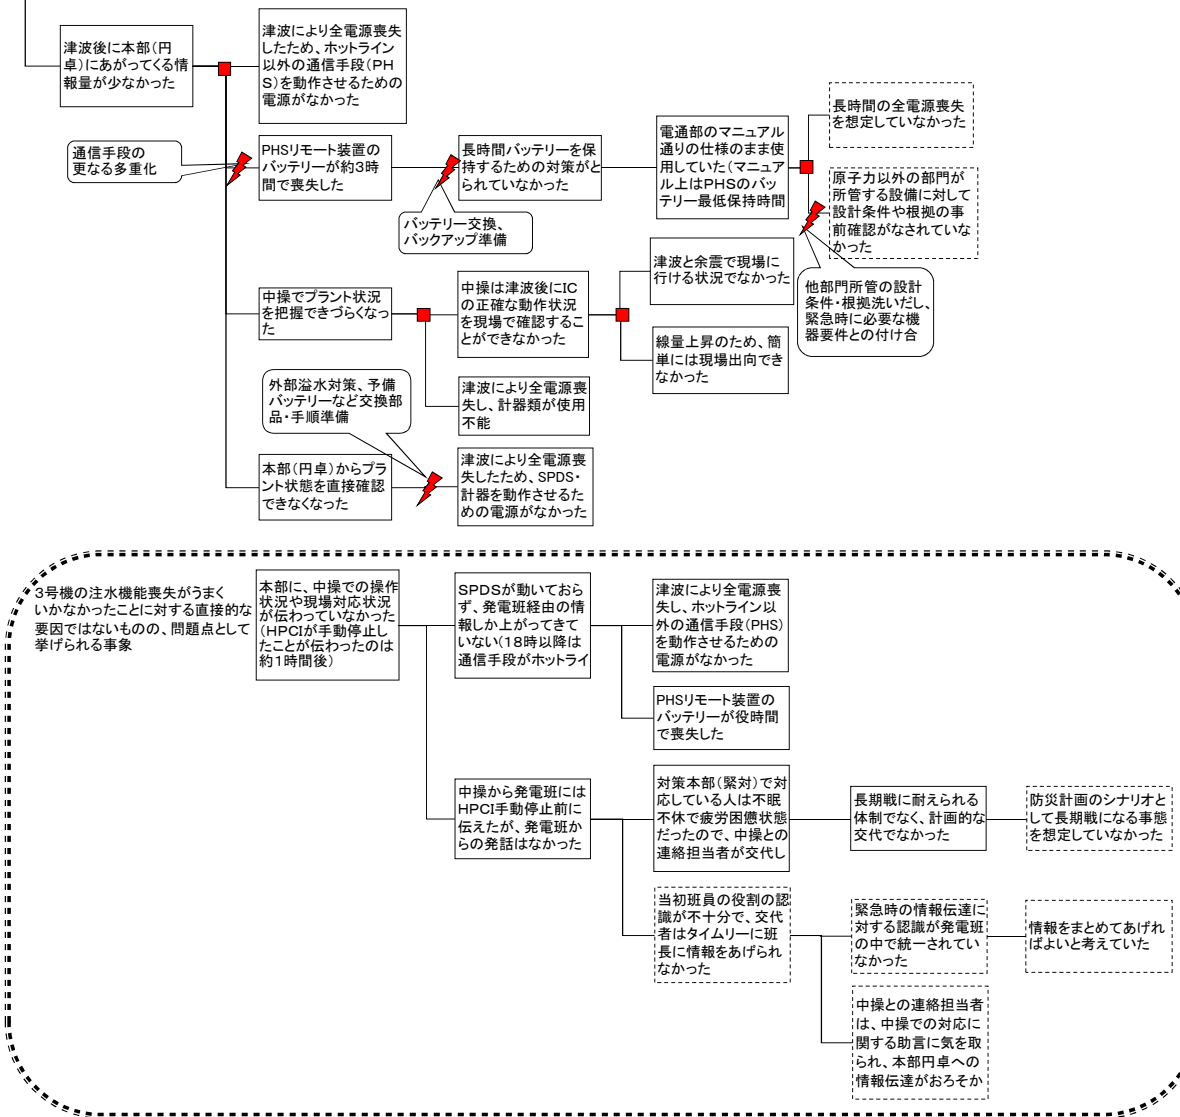 津波後に本部（円
卓）にあがってくる情
報量が少なかった
津波により全電源喪失
したため、ホットライン
以外の通信手段（PH
S）を動作させるための
電源がなかった
通信手段の
更なる多重化
PHSリモート装置の
バッテリーが約3時
間で喪失した
長時間バッテリーを保
持するための対策がと
られていなかった
バッテリー交換、
バックアップ準備
電通部のマニュアル
通りの仕様のまま使
用していた（マニュア
ル上はPHSのバッ
テリー最低保持時間
長時間の全電源喪失
を想定していなかった
原子力以外の部門が
所管する設備に対して
設計条件や根拠の事
前確認がなされていな
かった
他部門所管の設計
条件・根拠洗いだし、
緊急時に必要な機
器要件との付け合
中操でプラント状況
を把握できづらくなっ
た
中操は津波後にIC
の正確な動作状況
を現場で確認するこ
とができなかった
津波と余震で現場に
行ける状況でなかった
線量上昇のため、簡
単には現場出向でき
なかった
津波により全電源喪
失し、計器類が使用
不能
外部溢水対策、予備
バッテリーなど交換部
品・手順準備
本部（円卓）からプラ
ント状態を直接確認
できなくなった
津波により全電源喪
失したため、SPDS・
計器を動作させるた
めの電源がなかった
３号機の注水機能喪失がうまく
いかなかったことに対する直接的な
要因ではないものの、問題点として
挙げられる事象
本部に、中操での操作
状況や現場対応状況
が伝わっていなかった
（HPCIが手動停止し
たことが伝わったのは
約１時間後）
SPDSが動いておら
ず、発電班経由の情
報しか上がってきて
いない（18時以降は
通信手段がホットライ
津波により全電源喪
失し、ホットライン以
外の通信手段（PHS）
を動作させるための
電源がなかった
PHSリモート装置の
バッテリーが役時間
で喪失した
中操から発電班には
HPCI手動停止前に
伝えたが、発電班か
らの発話はなかった
対策本部（緊対）で対
応している人は不眠
不休で疲労困憊状態
だったので、中操との
連絡担当者が交代し
長期戦に耐えられる
体制でなく、計画的な
交代でなかった
防災計画のシナリオと
して長期戦になる事態
を想定していなかった
当初班員の役割の認
識が不十分で、交代
者はタイムリーに班
長に情報をあげられ
なかった
緊急時の情報伝達に
対する認識が発電班
の中で統一されてい
なかった
情報をまとめてあげれ
ばよいと考えていた
中操との連絡担当者
は、中操での対応に
関する助言に気を取
られ、本部円卓への
情報伝達がおろそか